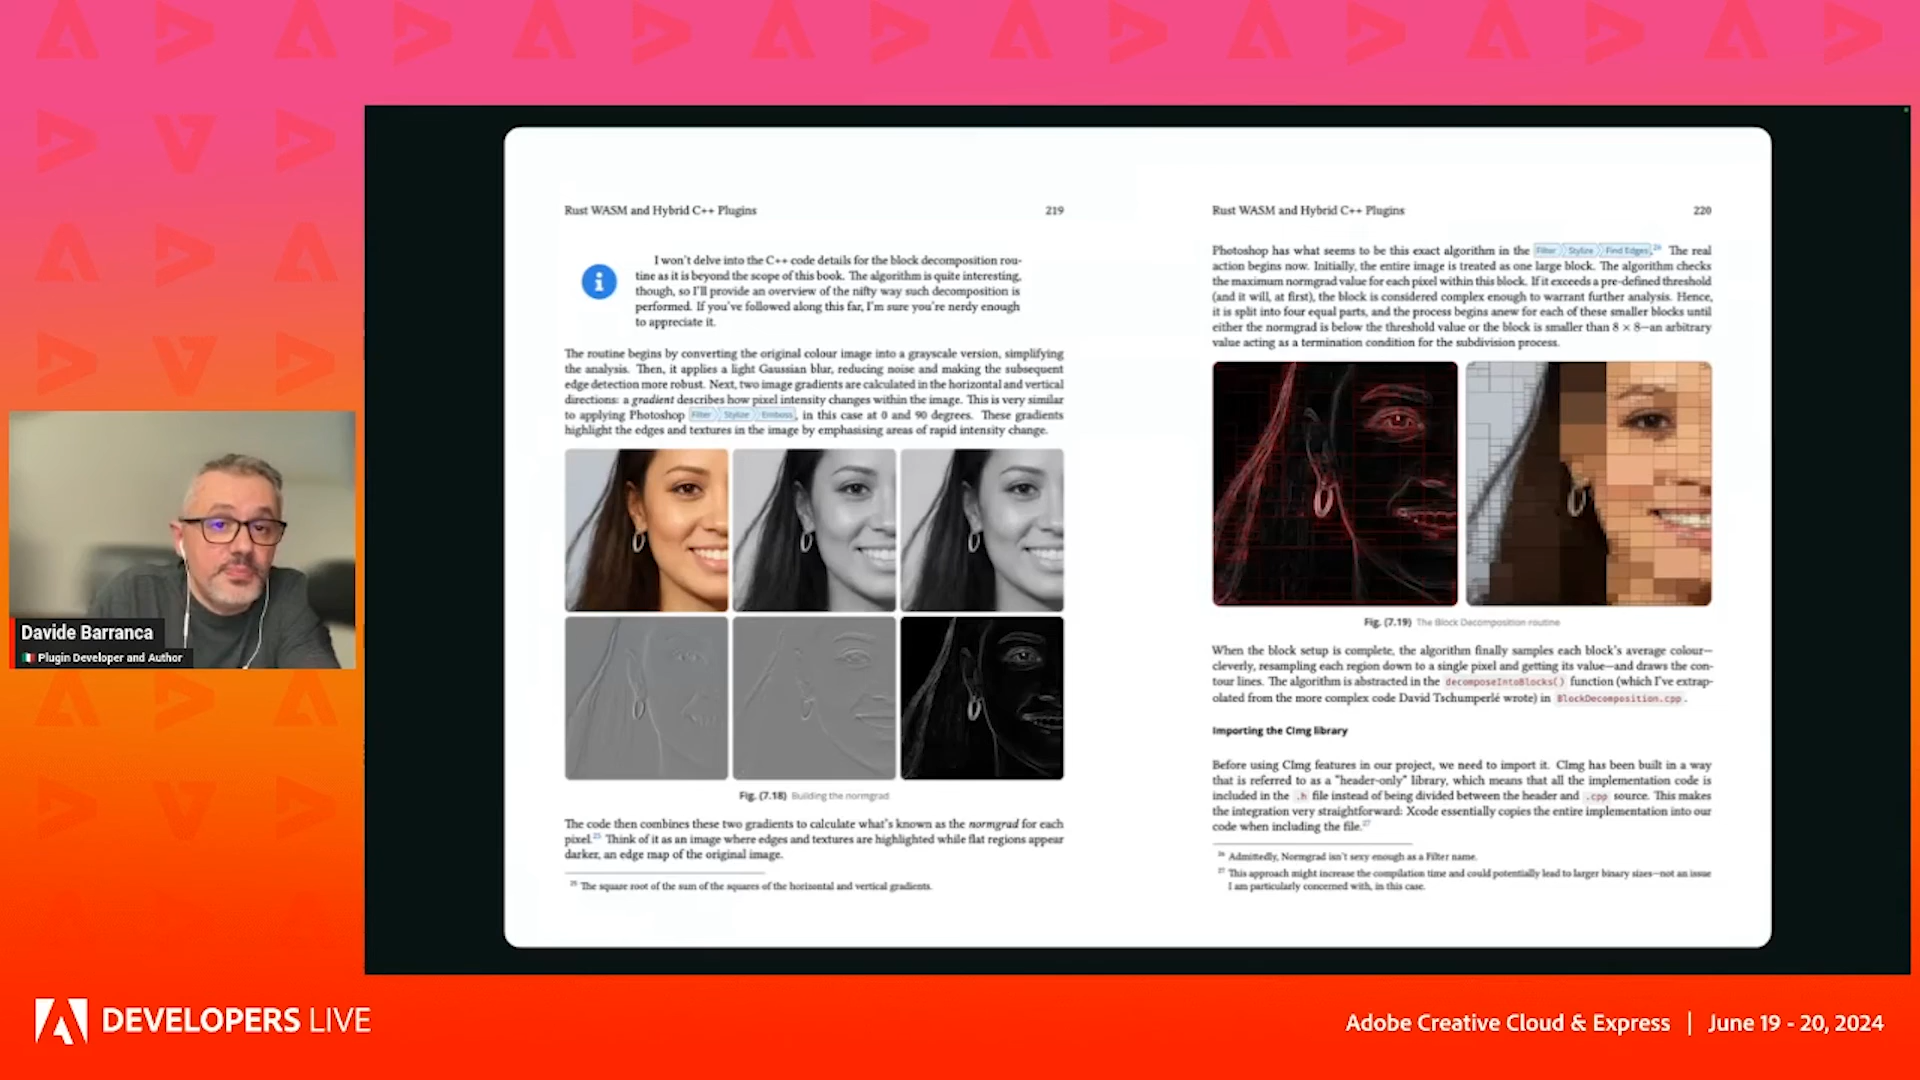 Rust WASM and Hybrid C++ Plugins
219
I won't delve into the C++ code details for the block decomposition rou-
tine as it is beyond the scope of this book. The algorithm is quite interesting,
though, so I'll provide an overview of the nifty way such decomposition is
performed. If you've followed along this far, I'm sure you're nerdy enough
to appreciate it.
The routine begins by converting the original colour image into a grayscale version, simplifying
the analysis. Then, it applies a light Gaussian blur, reducing noise and making the subsequent
edge detection more robust. Next, two image gradients are calculated in the horizontal and vertical
directions: a gradient describes how pixel intensity changes within the image. This is very similar
to applying Photoshop Filter Stylize Emboss, in this case at 0 and 90 degrees. These gradients
highlight the edges and textures in the image by emphasising areas of rapid intensity change.
Fig. (7.18) Building the normgrad
The code then combines these two gradients to calculate what's known as the normgrad for each
pixel.25 Think of it as an image where edges and textures are highlighted while flat regions appear
darker, an edge map of the original image.
25 The square root of the sum of the squares of the horizontal and vertical gradients.
Rust WASM and Hybrid C++ Plugins
220
Photoshop has what seems to be this exact algorithm in the Filter Stylize Find Edges.26 The real
action begins now. Initially, the entire image is treated as one large block. The algorithm checks
the maximum normgrad value for each pixel within this block. If it exceeds a pre-defined threshold
(and it will, at first), the block is considered complex enough to warrant further analysis. Hence,
it is split into four equal parts, and the process begins anew for each of these smaller blocks until
either the normgrad is below the threshold value or the block is smaller than 8 × 8—an arbitrary
value acting as a termination condition for the subdivision process.
Fig. (7.19) The Block Decomposition routine
When the block setup is complete, the algorithm finally samples each block's average colour—
cleverly, resampling each region down to a single pixel and getting its value—and draws the con-
tour lines. The algorithm is abstracted in the decomposeIntoBlocks() function (which I've extrap-
olated from the more complex code David Tschumperlé wrote) in BlockDecomposition.cpp.
Importing the CImg library
Before using CImg features in our project, we need to import it. CImg has been built in a way
that is referred to as a "header-only" library, which means that all the implementation code is
included in the .h file instead of being divided between the header and .cpp source. This makes
the integration very straightforward: Xcode essentially copies the entire implementation into our
code when including the file.27
26 Admittedly, Normgrad isn't sexy enough as a Filter name.
27 This approach might increase the compilation time and could potentially lead to larger binary sizes—not an issue
I am particularly concerned with, in this case.
Davide Barranca
Plugin Developer and Author
DEVELOPERS LIVE
Adobe Creative Cloud & Express | June 19 - 20, 2024